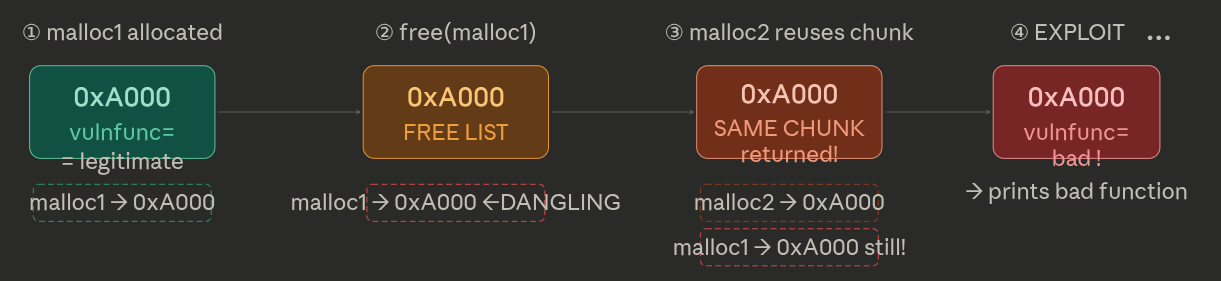 ① malloc1 allocated
0xA000
vulnfunc=
= legitimate
malloc1 → 0xA000
② free(malloc1)
0xA000
FREE LIST
malloc1 → 0xA000 ←DANGLING
③ malloc2 reuses chunk
0xA000
SAME CHUNK
returned!
malloc2 → 0xA000
malloc1 → 0xA000 still!
④ EXPLOIT ...
0xA000
vulnfunc=
bad !
→ prints bad function